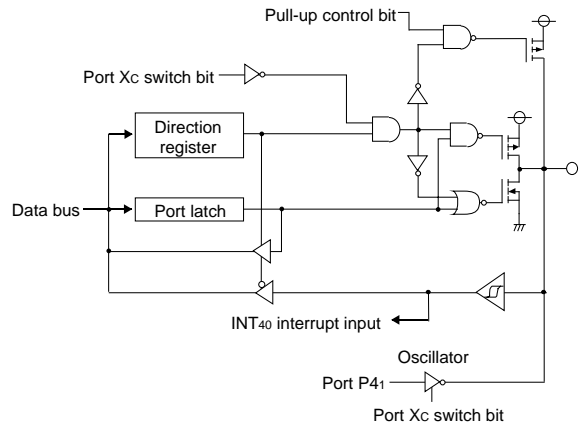 Pull-up control bit
Port XC switch bit
Direction
register
Data bus
Port latch
INT40 interrupt input
Oscillator
Port P41
Port XC switch bit